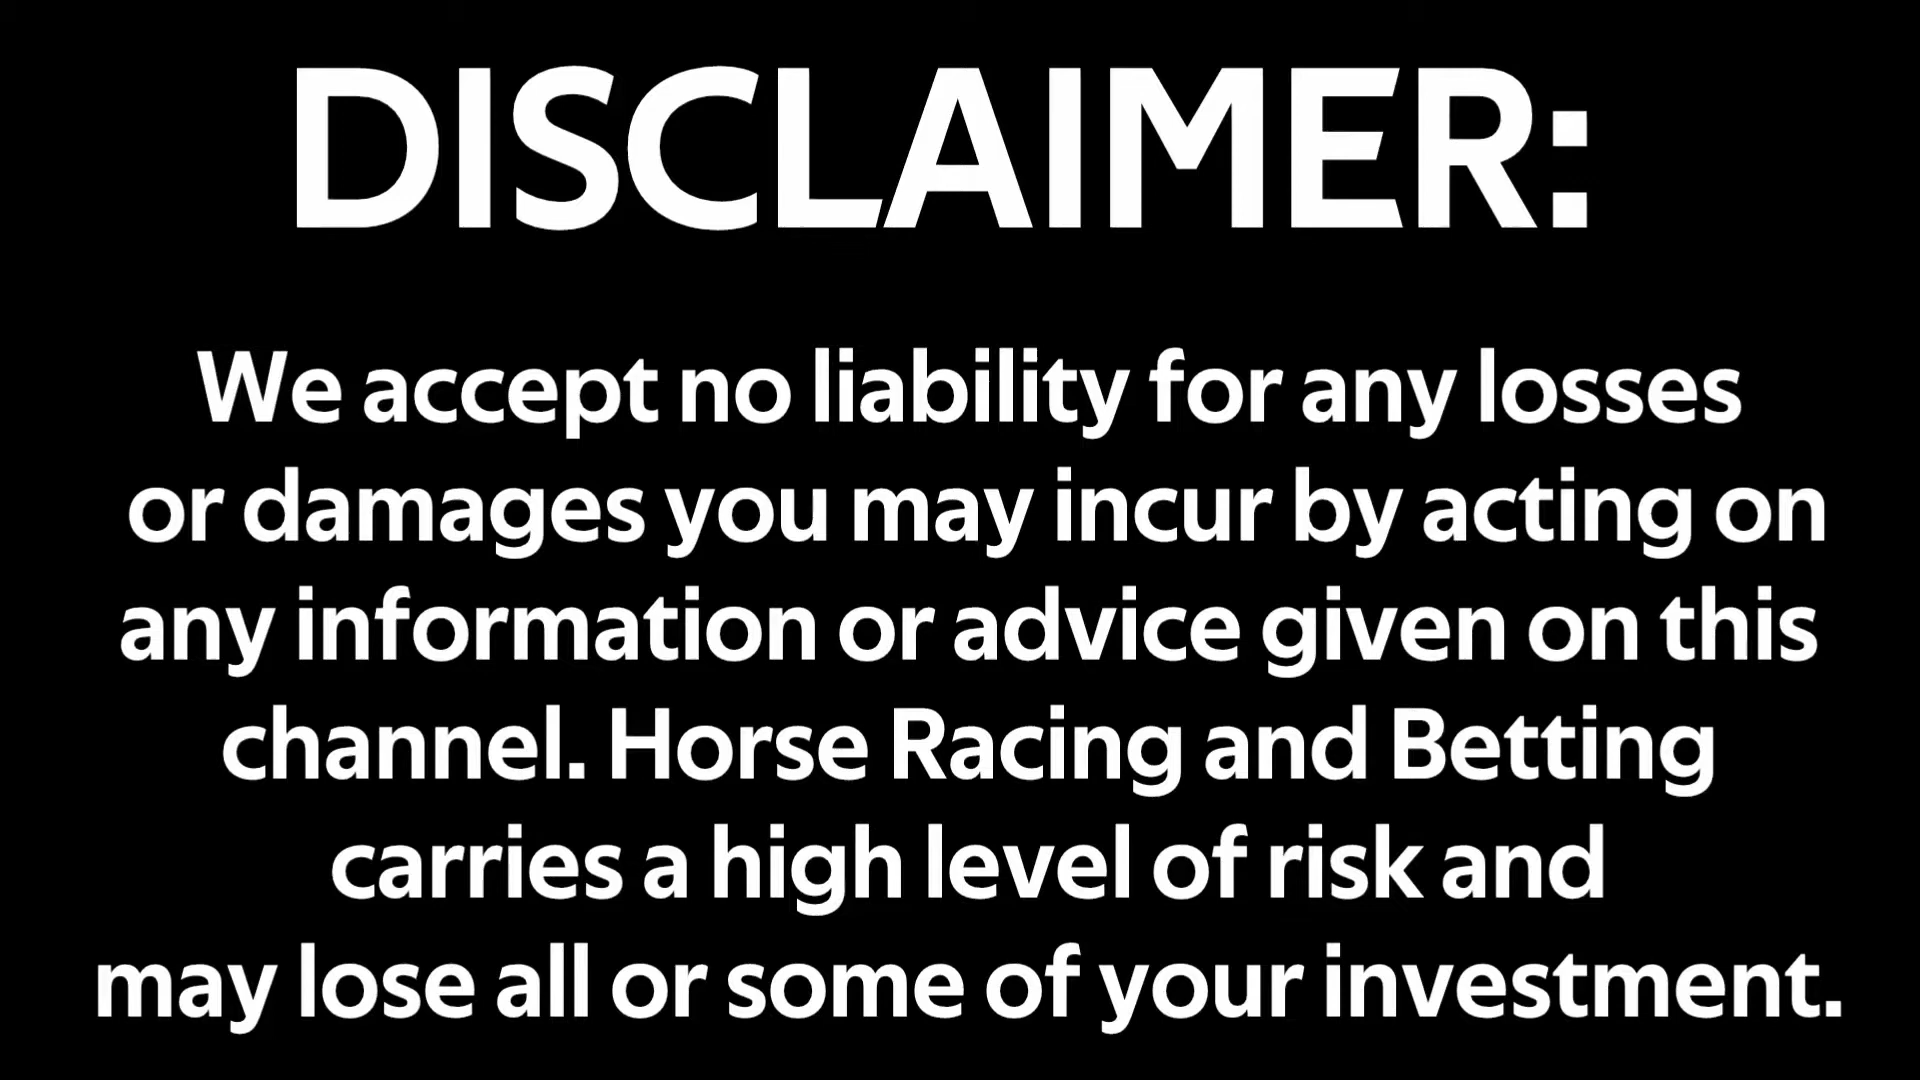 DISCLAIMER:
We accept no liability for any losses
or damages you may incur by acting on
any information or advice given on this
channel. Horse Racing and Betting
carries a high level of risk and
may lose all or some of your investment.